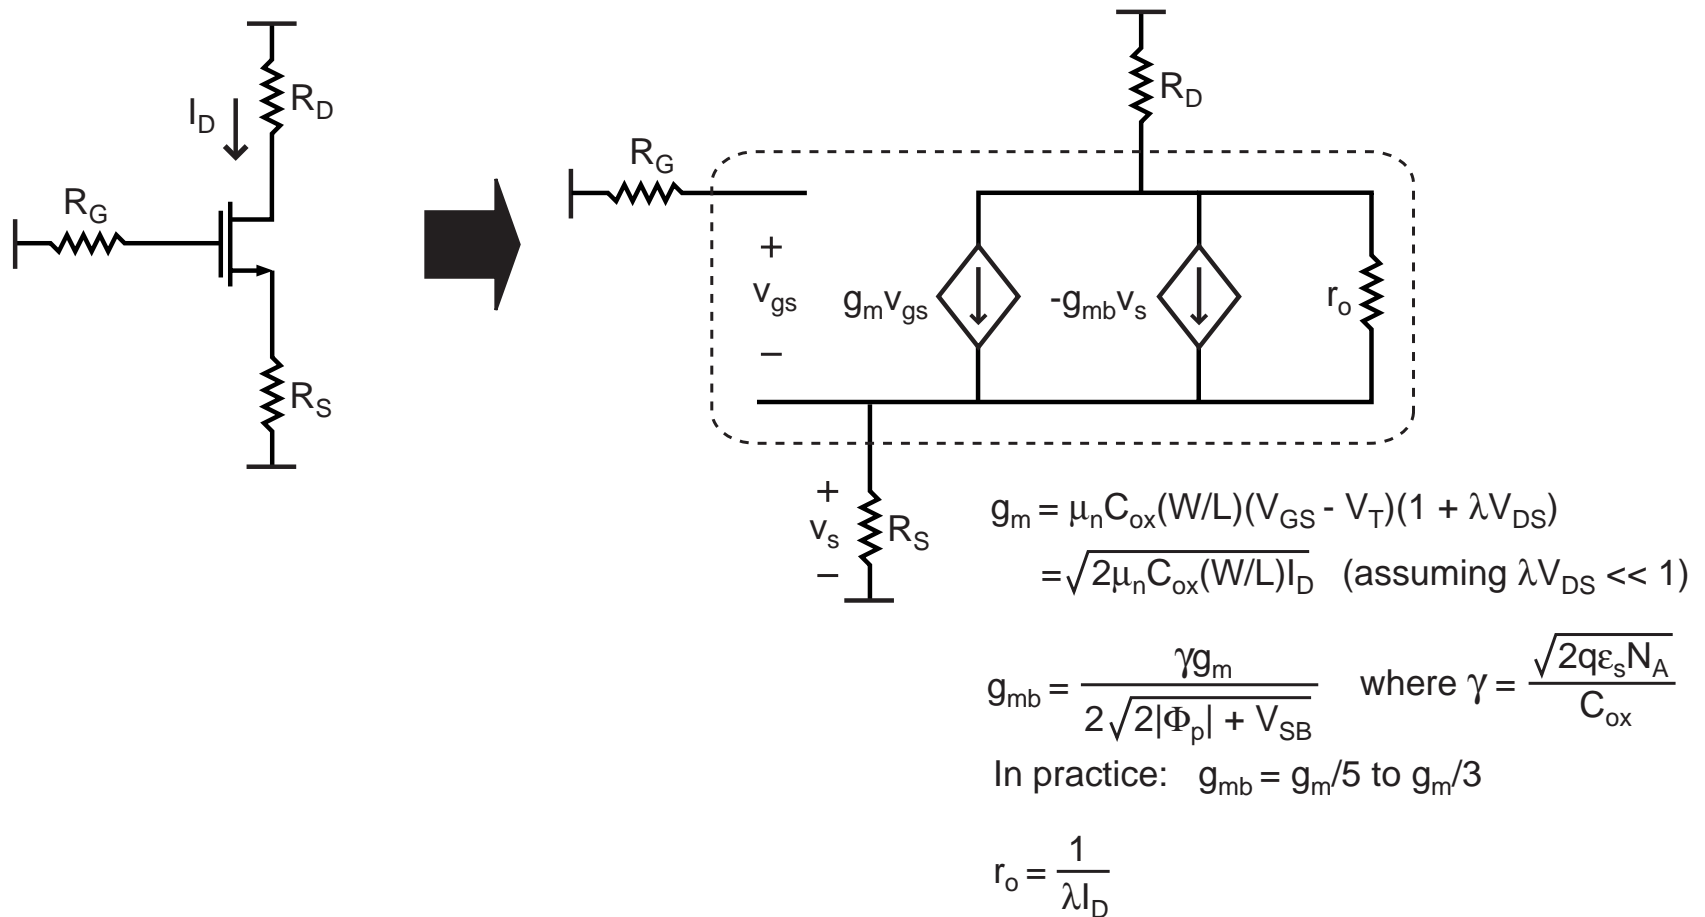 R_D
I_D
R_G
R_S
R_D
R_G
+
v_gs
–
g_mv_gs
-g_mbv_s
r_o
+
v_s
–
R_S
g_m = μ_nC_ox(W/L)(V_GS - V_T)(1 + λV_DS)
= √(2μ_nC_ox(W/L)I_D) (assuming λV_DS << 1)
g_mb = γg_m / (2√(2|Φ_p| + V_SB)) where γ = √(2qε_sN_A) / C_ox
In practice: g_mb = g_m/5 to g_m/3
r_o = 1 / (λI_D)